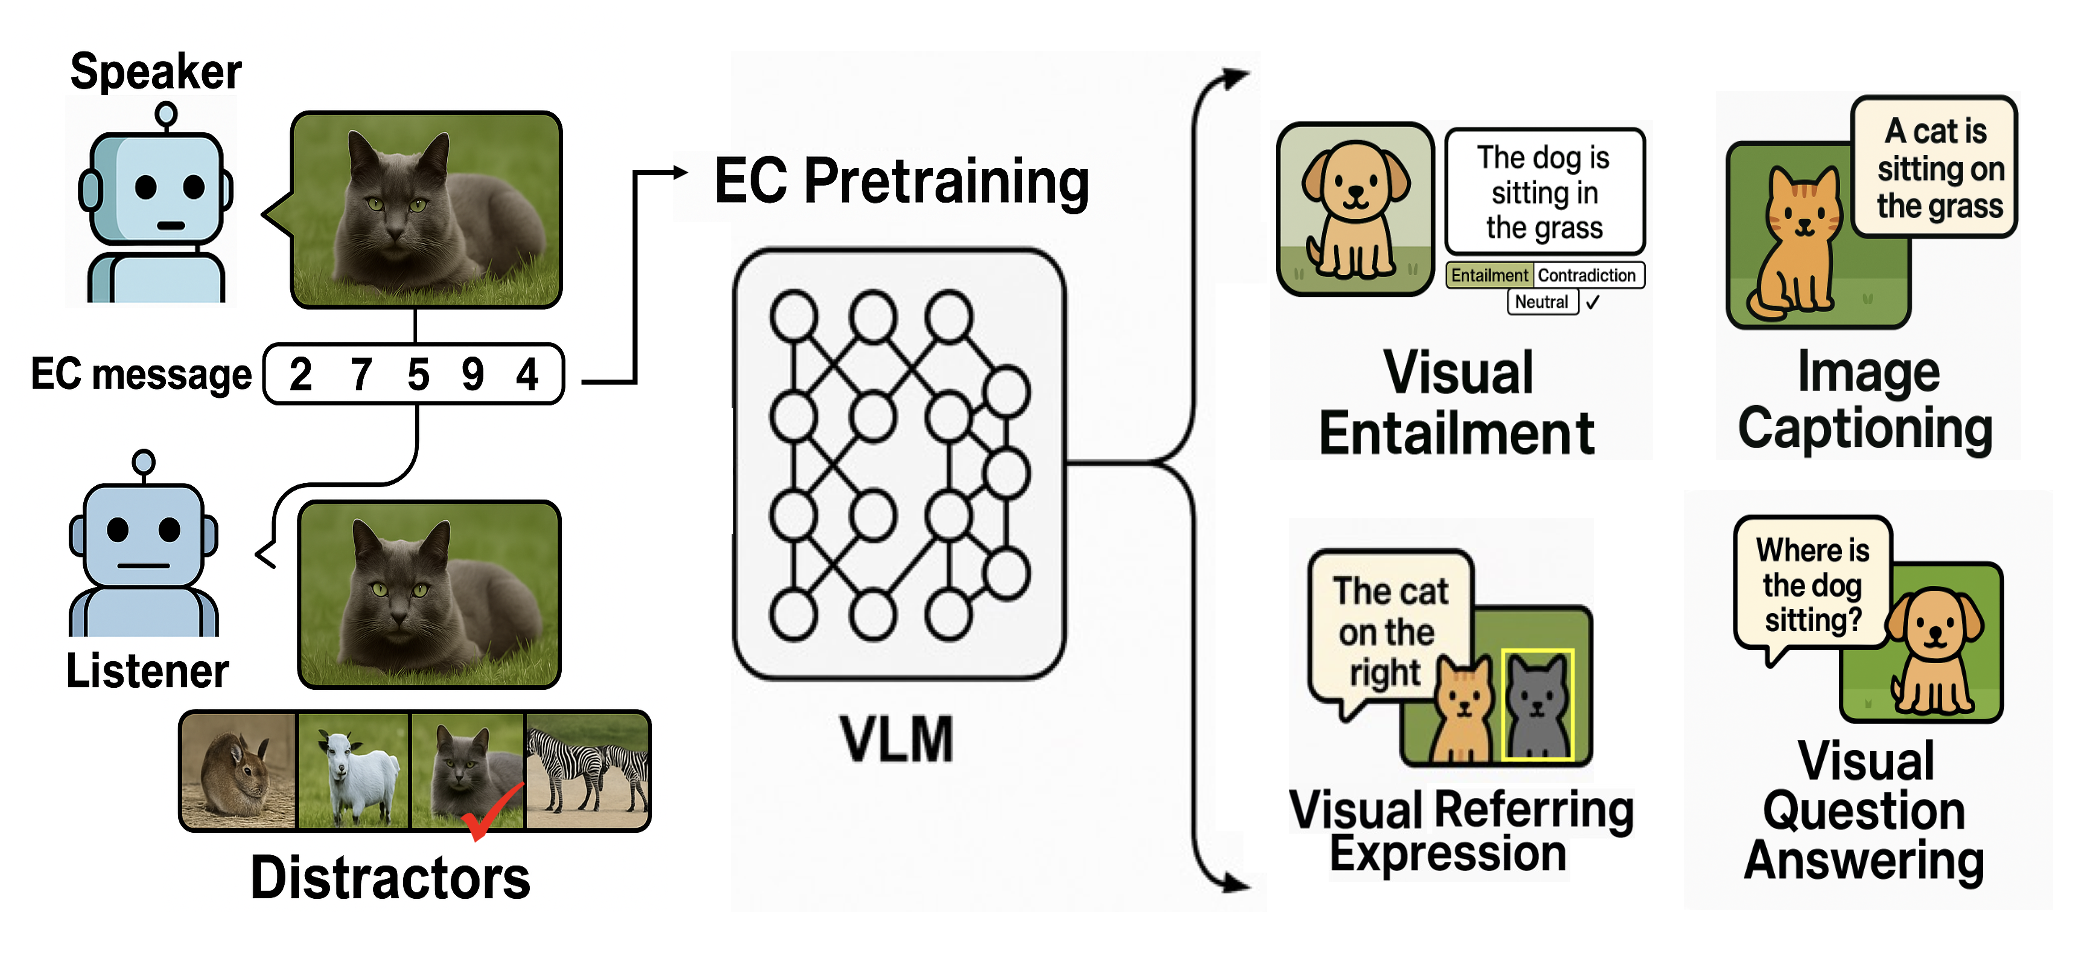 Speaker
EC message
2 7 5 9 4
Listener
Distractors
EC Pretraining
VLM
The dog is
sitting in
the grass
Entailment Contradiction
Neutral ✓
Visual
Entailment
A cat is
sitting on
the grass
Image
Captioning
The cat
on the
right
Visual Referring
Expression
Where is
the dog
sitting?
Visual
Question
Answering